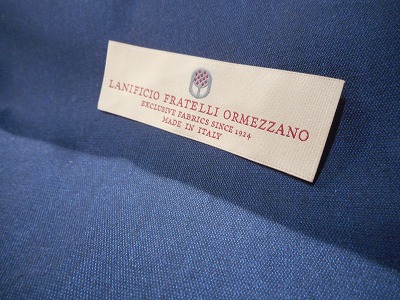 LANIFICIO FRATELLI ORMEZZANO
EXCLUSIVE FABRICS SINCE 1924
MADE IN ITALY